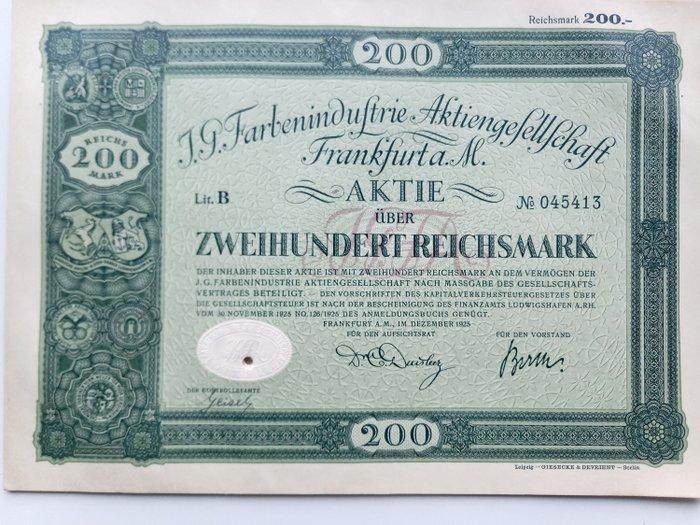 Reichsmark 200.-
200
REICHS
200
MARK
J.G. Farbenindustrie Aktiengesellschaft
Frankfurt a. M.
Lit. B
AKTIE
№ 045413
ÜBER
ZWEIHUNDERT REICHSMARK
DER INHABER DIESER AKTIE IST MIT ZWEIHUNDERT REICHSMARK AN DEM VERMÖGEN DER
J. G. FARBENINDUSTRIE AKTIENGESELLSCHAFT NACH MASSGABE DES GESELLSCHAFTS-
VERTRAGES BETEILIGT. – DEN VORSCHRIFTEN DES KAPITALVERKEHRSTEUERGESETZES ÜBER
DIE GESELLSCHAFTSTEUER IST NACH DER BESCHEINIGUNG DES FINANZAMTS LUDWIGSHAFEN A. RH.
VOM 30. NOVEMBER 1925 NO. 126/1925 DES ANMELDUNGSBUCHS GENÜGT.
FRANKFURT A. M., IM DEZEMBER 1925
FÜR DEN AUFSICHTSRAT
FÜR DEN VORSTAND
DER KONTROLLBEAMTE
200
Leipzig – GIESECKE & DEVRIENT – Berlin